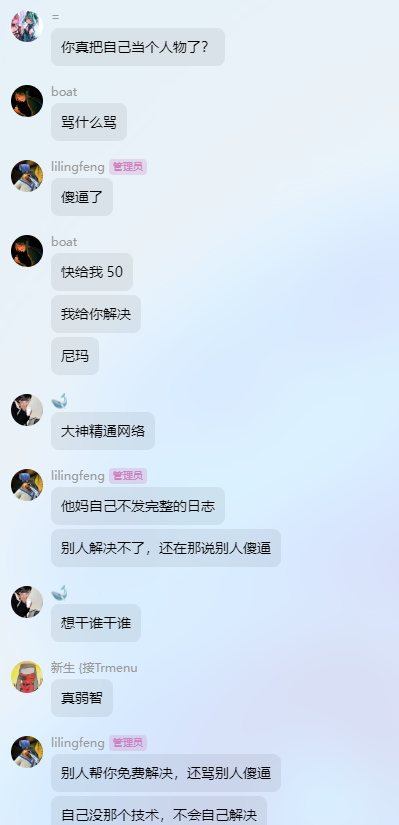 =
你真把自己当个人物了?
boat
骂什么骂
lilingfeng 管理员
傻逼了
boat
快给我 50
我给你解决
尼玛
大神精通网络
lilingfeng 管理员
他妈自己不发完整的日志
别人解决不了，还在那说别人傻逼
想干谁干谁
新生 {接Trmenu
真弱智
lilingfeng 管理员
别人帮你免费解决，还骂别人傻逼
自己没那个技术，不会自己解决